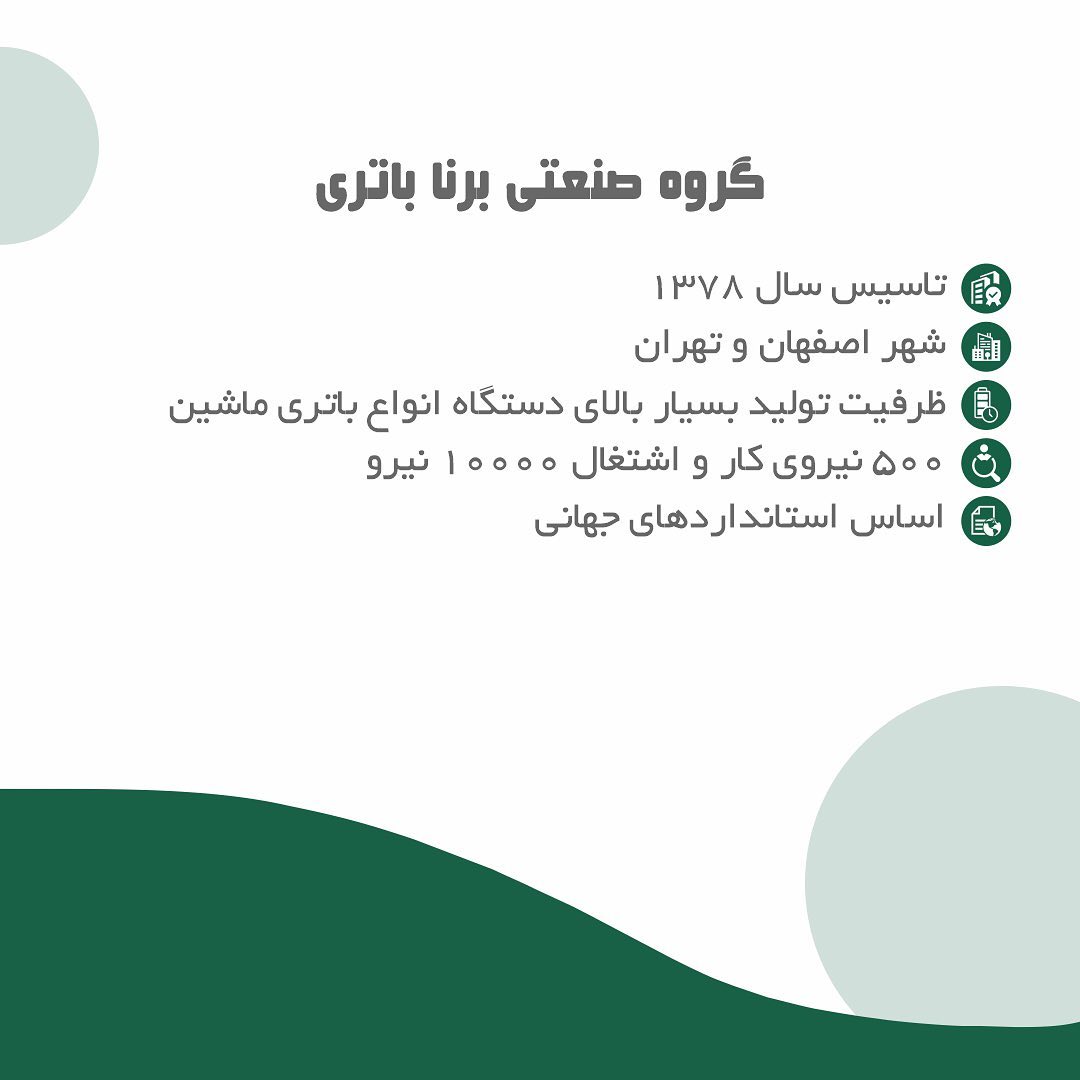 گروه صنعتی برنا باتری
تاسیس سال ۱۳۷۸
شهر اصفهان و تهران
ظرفیت تولید بسیار بالای دستگاه انواع باتری ماشین
۵۰۰ نیروی کار و اشتغال ۱۰۰۰۰ نیرو
اساس استانداردهای جهانی